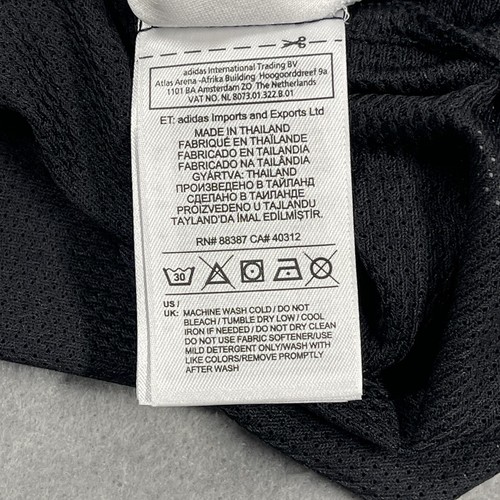 adidas International Trading BV
Atlas Arena -Afrika Building Hoogoorddreef 9a
1101 BA Amsterdam ZO The Netherlands
VAT NO. NL 8073.01.322.B.01
ET: adidas Imports and Exports Ltd
MADE IN THAILAND
FABRIQUÉ EN THAÏLANDE
FABRICADO EN TAILANDIA
FABRICADO NA TAILÂNDIA
GYÁRTVA: THAILAND
ПРОИЗВЕДЕНО В ТАЙЛАНД
СДЕЛАНО В ТАИЛАНДЕ
PROIZVEDENO U TAJLANDU
TAYLAND'DA İMAL EDİLMİŞTİR.
RN# 88387 CA# 40312
30
US /
UK: MACHINE WASH COLD / DO NOT
BLEACH / TUMBLE DRY LOW / COOL
IRON IF NEEDED / DO NOT DRY CLEAN
DO NOT USE FABRIC SOFTENER/USE
MILD DETERGENT ONLY/WASH WITH
LIKE COLORS/REMOVE PROMPTLY
AFTER WASH